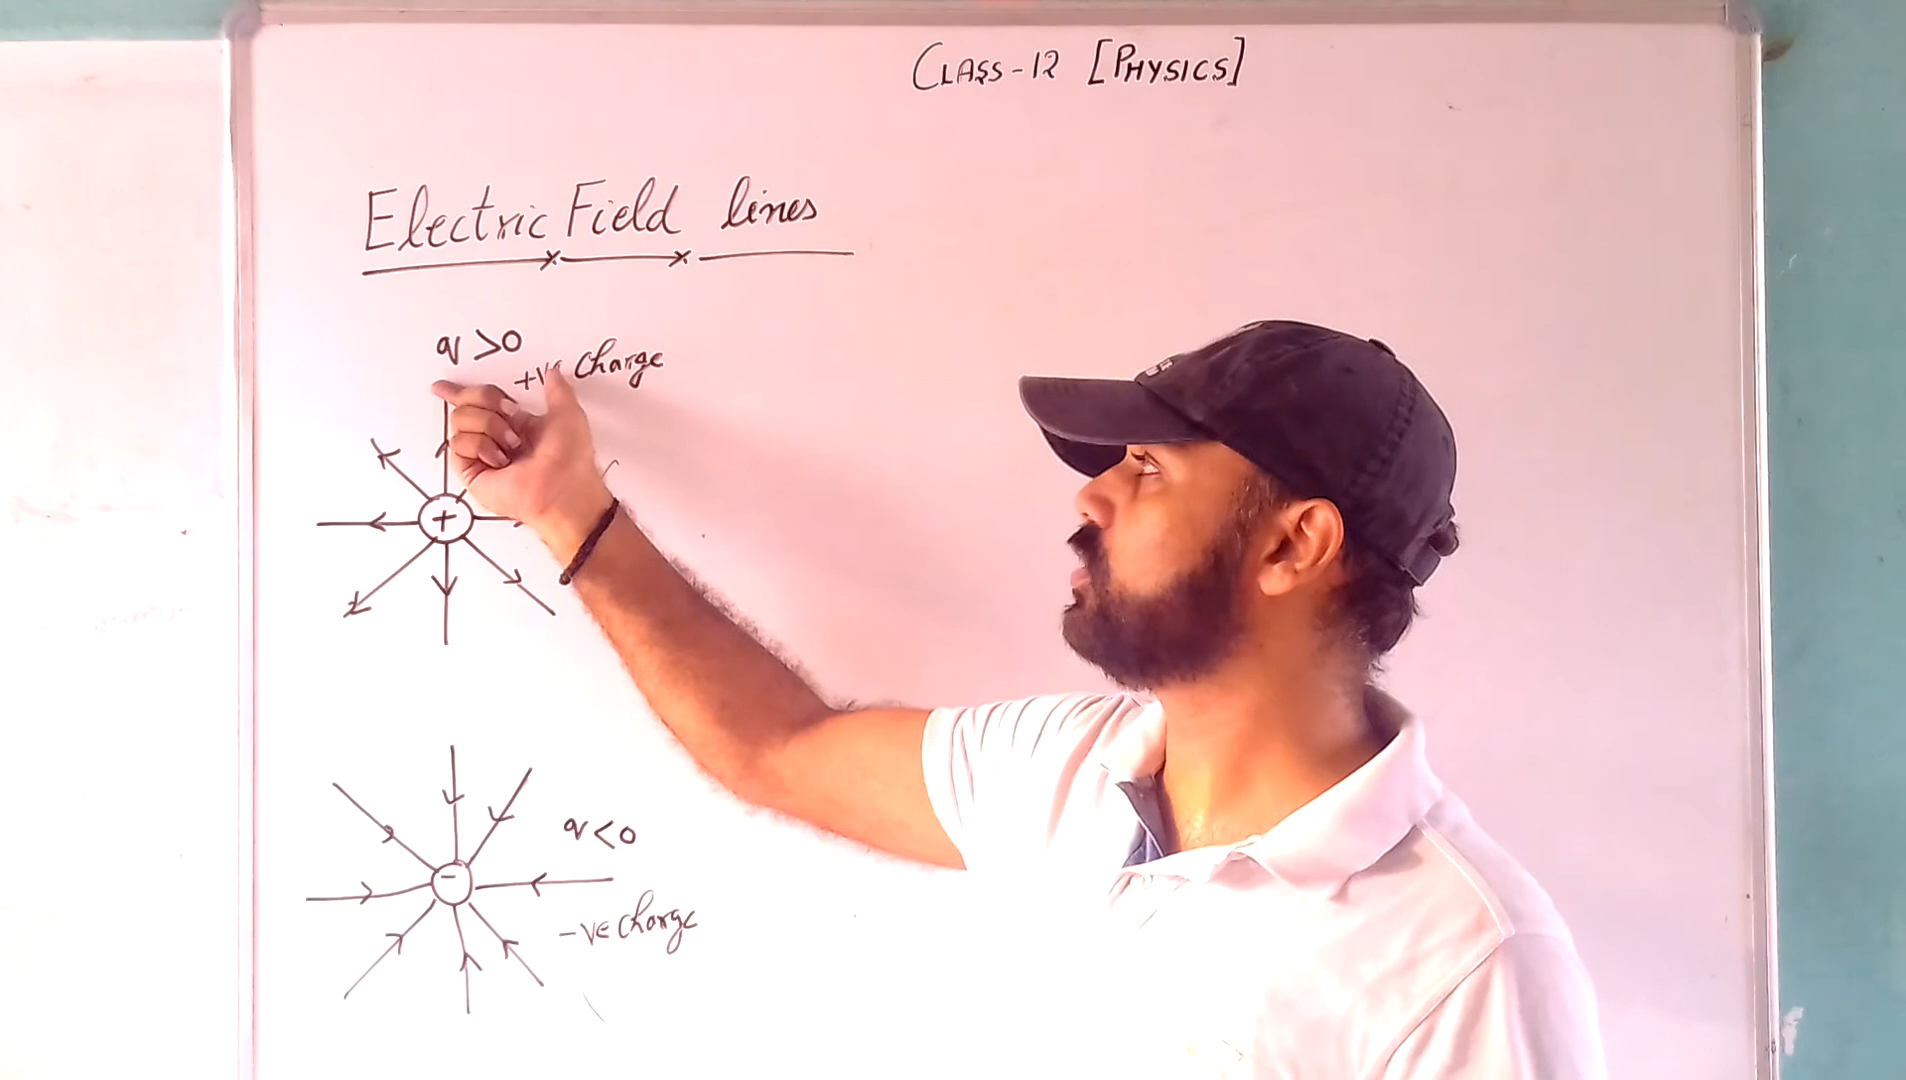 CLASS-12 [PHYSICS]
Electric Field lines
q >0
+ve Charge
+
-
q <0
-ve Charge